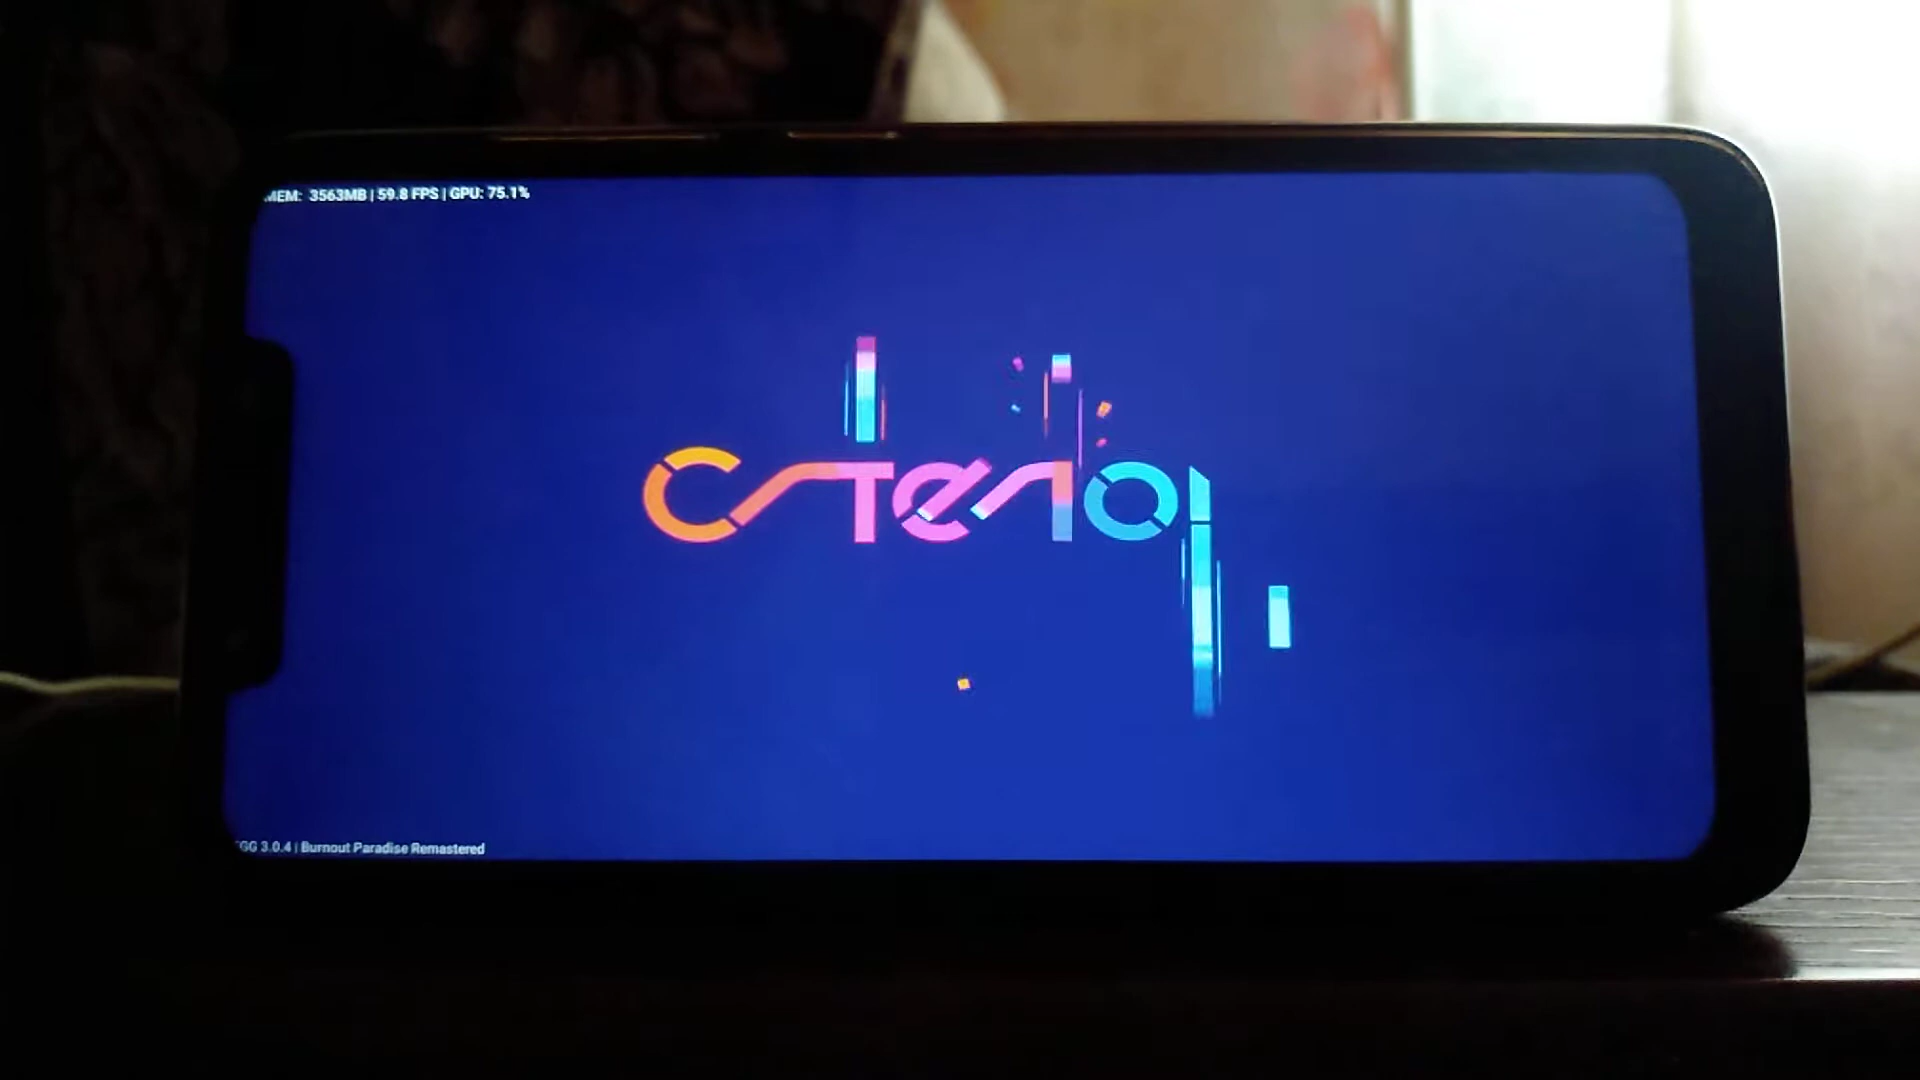 MEM: 3563MB | 59.8 FPS | GPU: 75.1%
criterion
GG 3.0.4 | Burnout Paradise Remastered